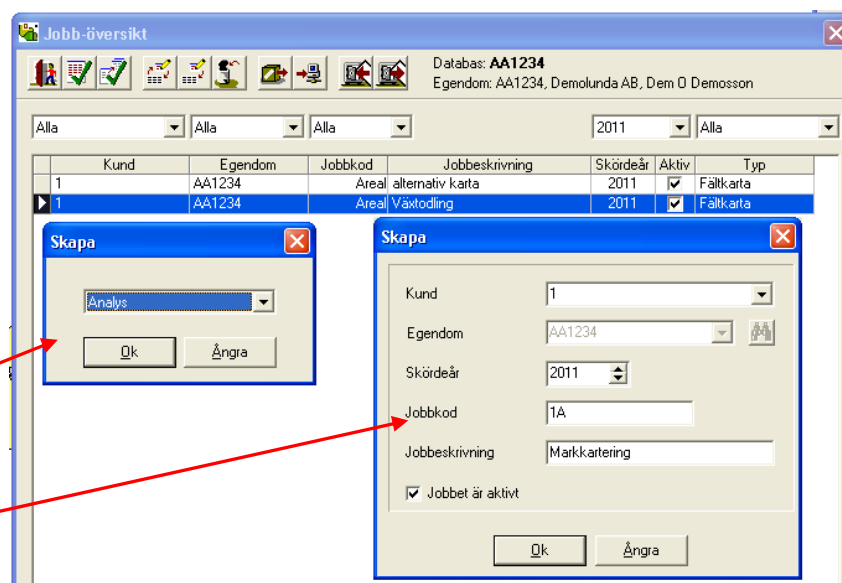 Jobb-översikt
Databas: AA1234
Egendom: AA1234, Demolunda AB, Dem O Demosson
Alla Alla Alla 2011 Alla
Kund Egendom Jobbkod Jobbeskrivning Skördeår Aktiv Typ
1 AA1234 Areal alternativ karta 2011 Fältkarta
1 AA1234 Areal Växtodling 2011 Fältkarta
Skapa
Analys
Ok Ångra
Skapa
Kund 1
Egendom AA1234
Skördeår 2011
Jobbkod 1A
Jobbeskrivning Markkartering
Jobbet är aktivt
Ok Ångra